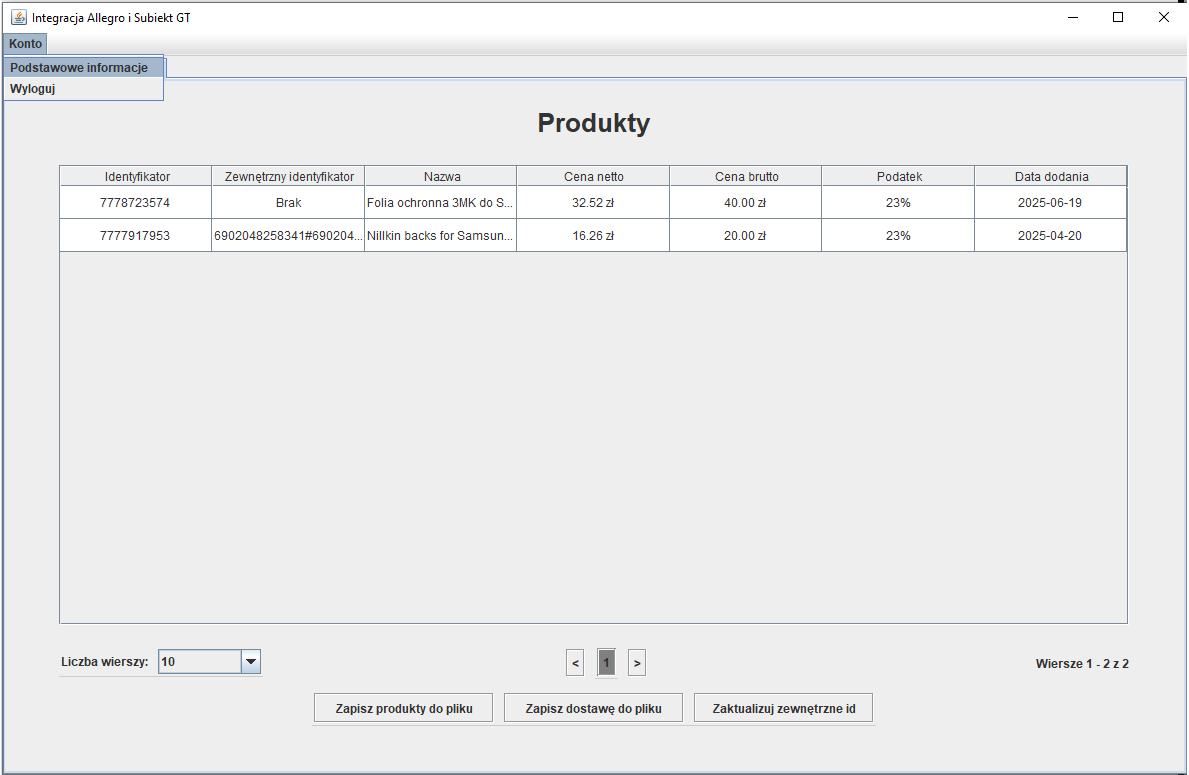 Integracja Allegro i Subiekt GT
Konto
Podstawowe informacje
Wyloguj
Produkty
Identyfikator Zewnętrzny identyfikator Nazwa Cena netto Cena brutto Podatek Data dodania
7778723574 Brak Folia ochronna 3MK do S... 32.52 zł 40.00 zł 23% 2025-06-19
7777917953 6902048258341#690204... Nillkin backs for Samsun... 16.26 zł 20.00 zł 23% 2025-04-20
Liczba wierszy: 10 < 1 > Wiersze 1 - 2 z 2
Zapisz produkty do pliku Zapisz dostawę do pliku Zaktualizuj zewnętrzne id